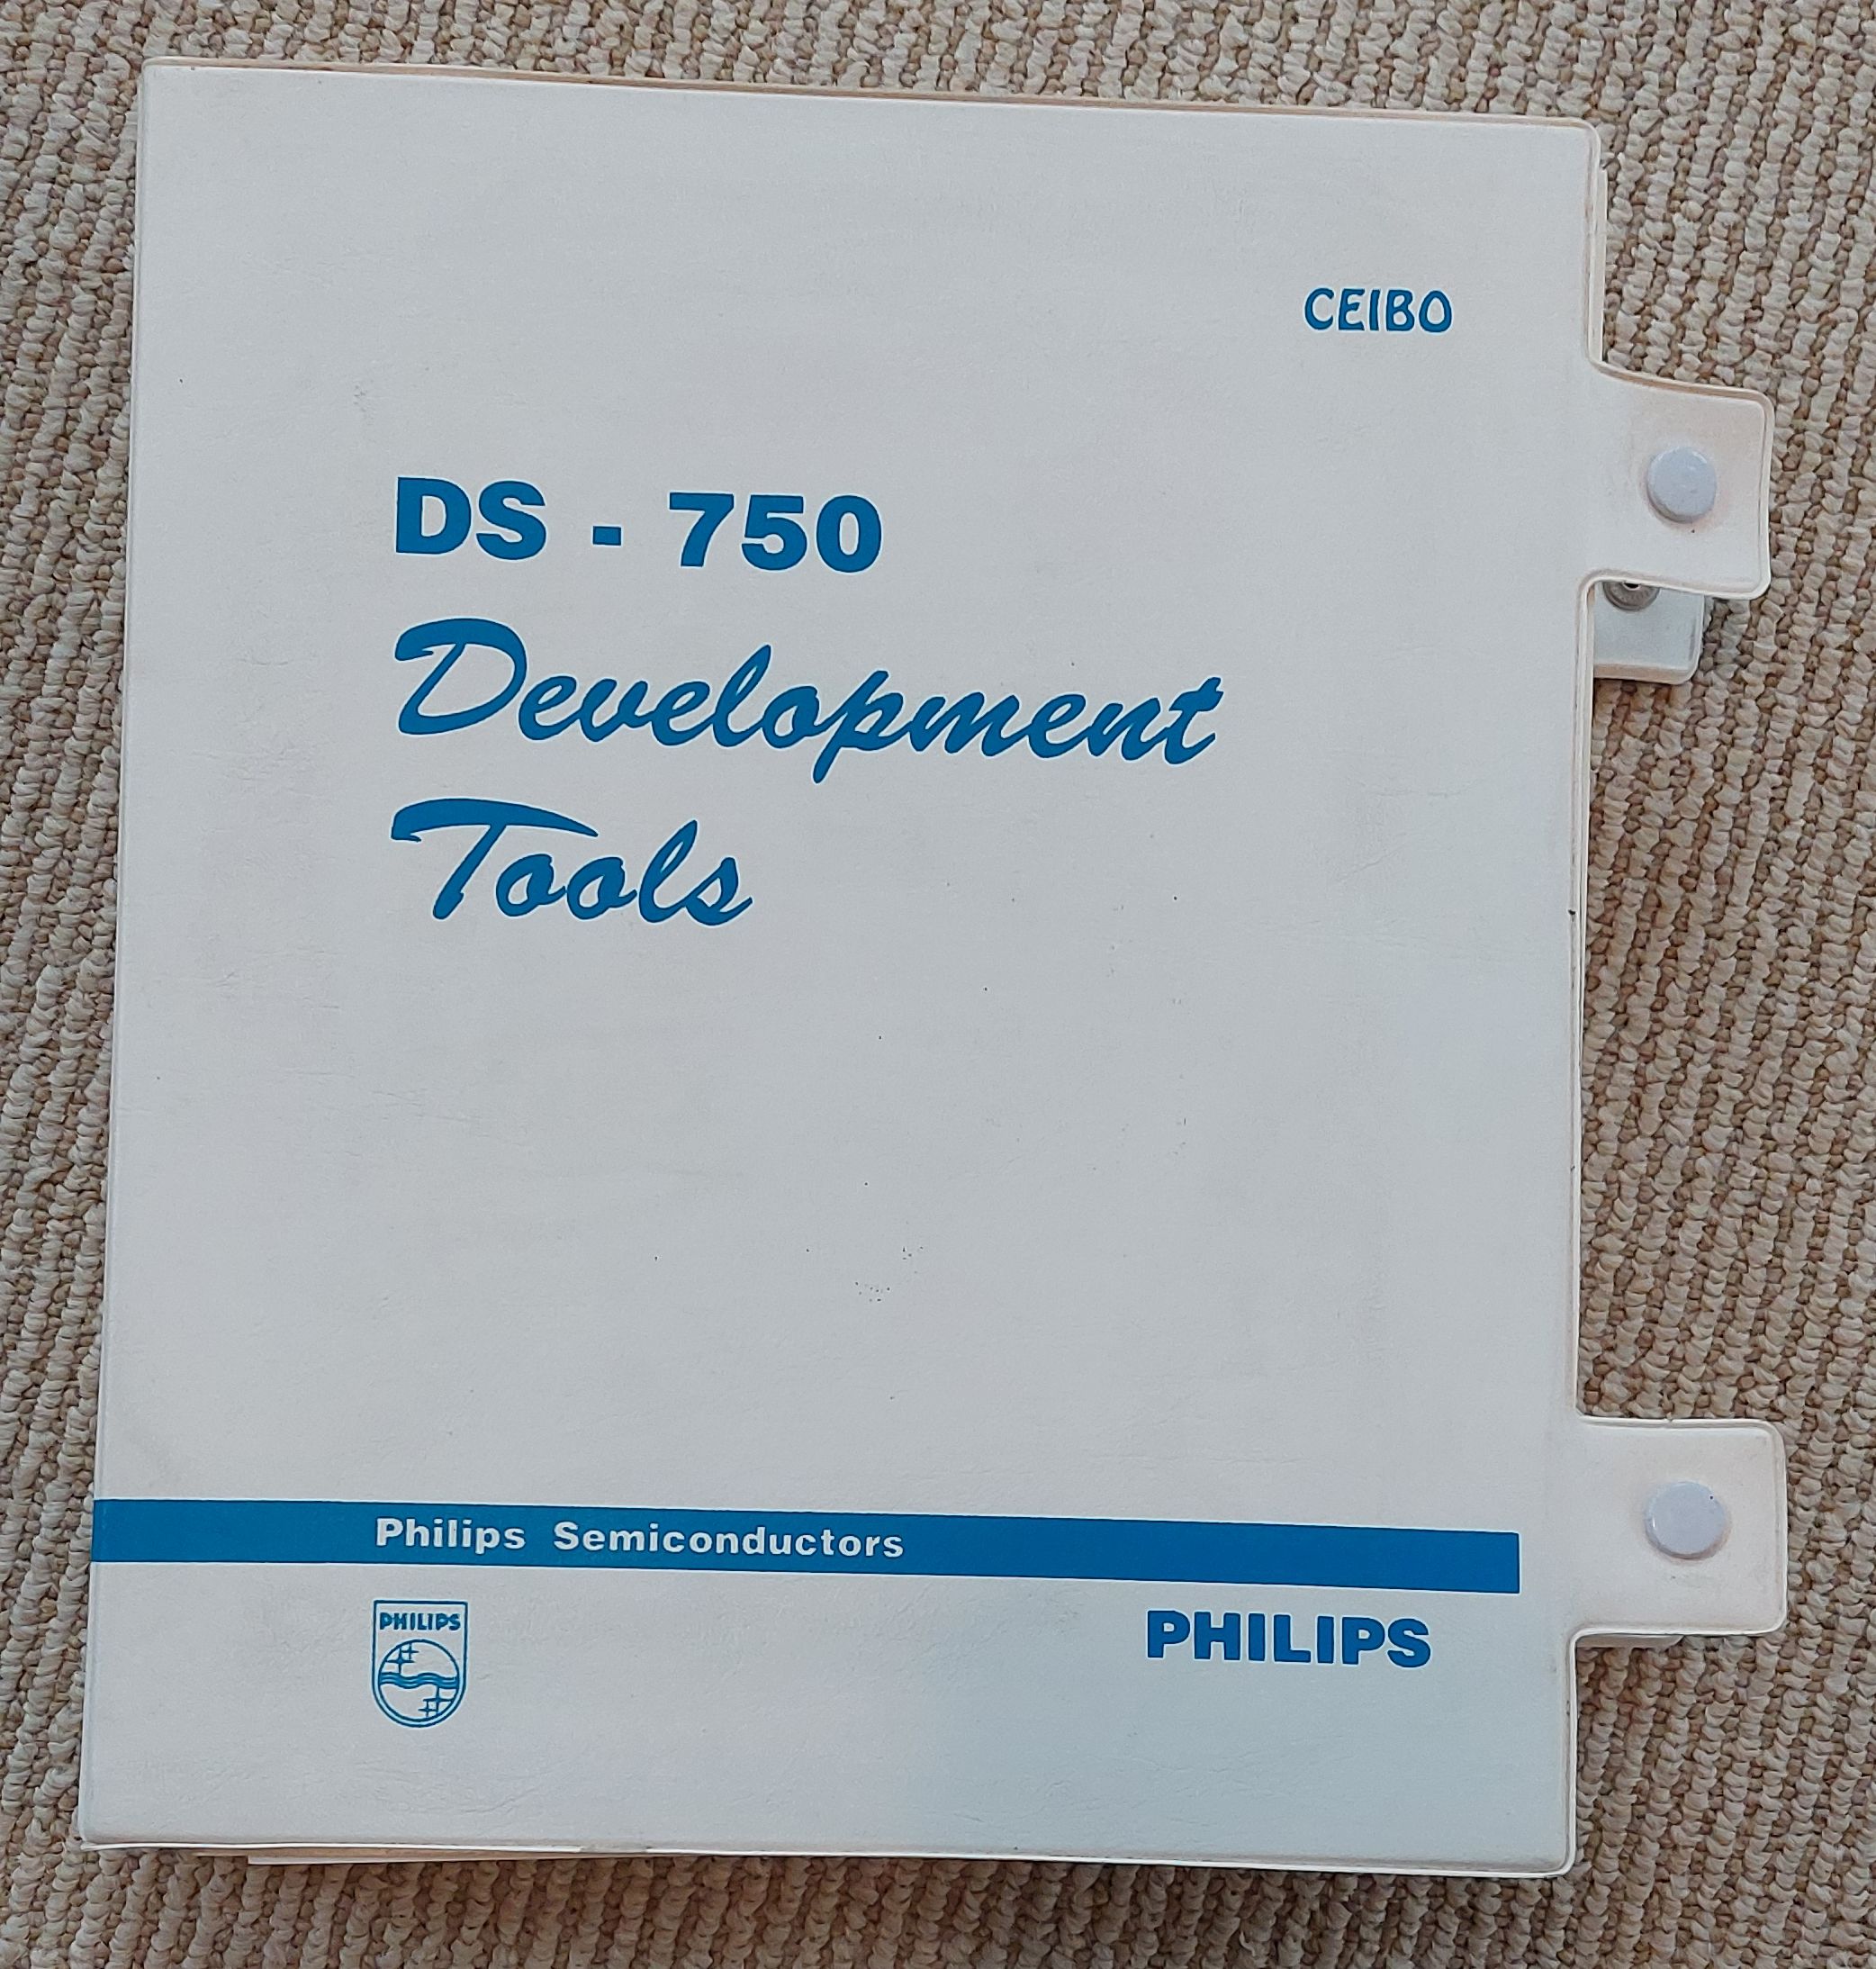 CEIBO
DS - 750
Development
Tools
Philips Semiconductors
PHILIPS
PHILIPS